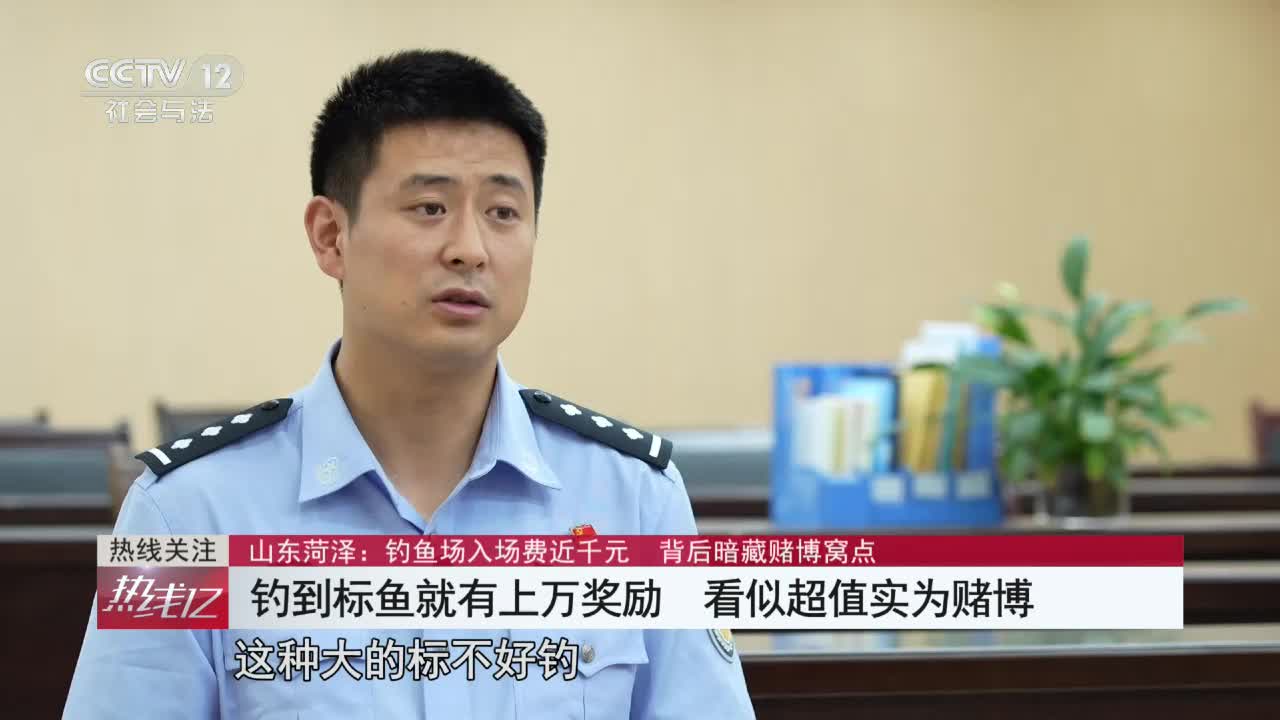 CCTV 12
社会与法
热线关注
山东菏泽：钓鱼场入场费近千元 背后暗藏赌博窝点
热线12
钓到标鱼就有上万奖励 看似超值实为赌博
这种大的标不好钓